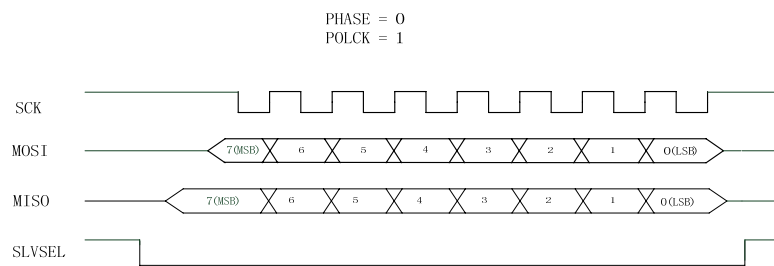 PHASE = 0
POLCK = 1
SCK
MOSI 7(MSB) 6 5 4 3 2 1 0(LSB)
MISO 7(MSB) 6 5 4 3 2 1 0(LSB)
SLVSEL